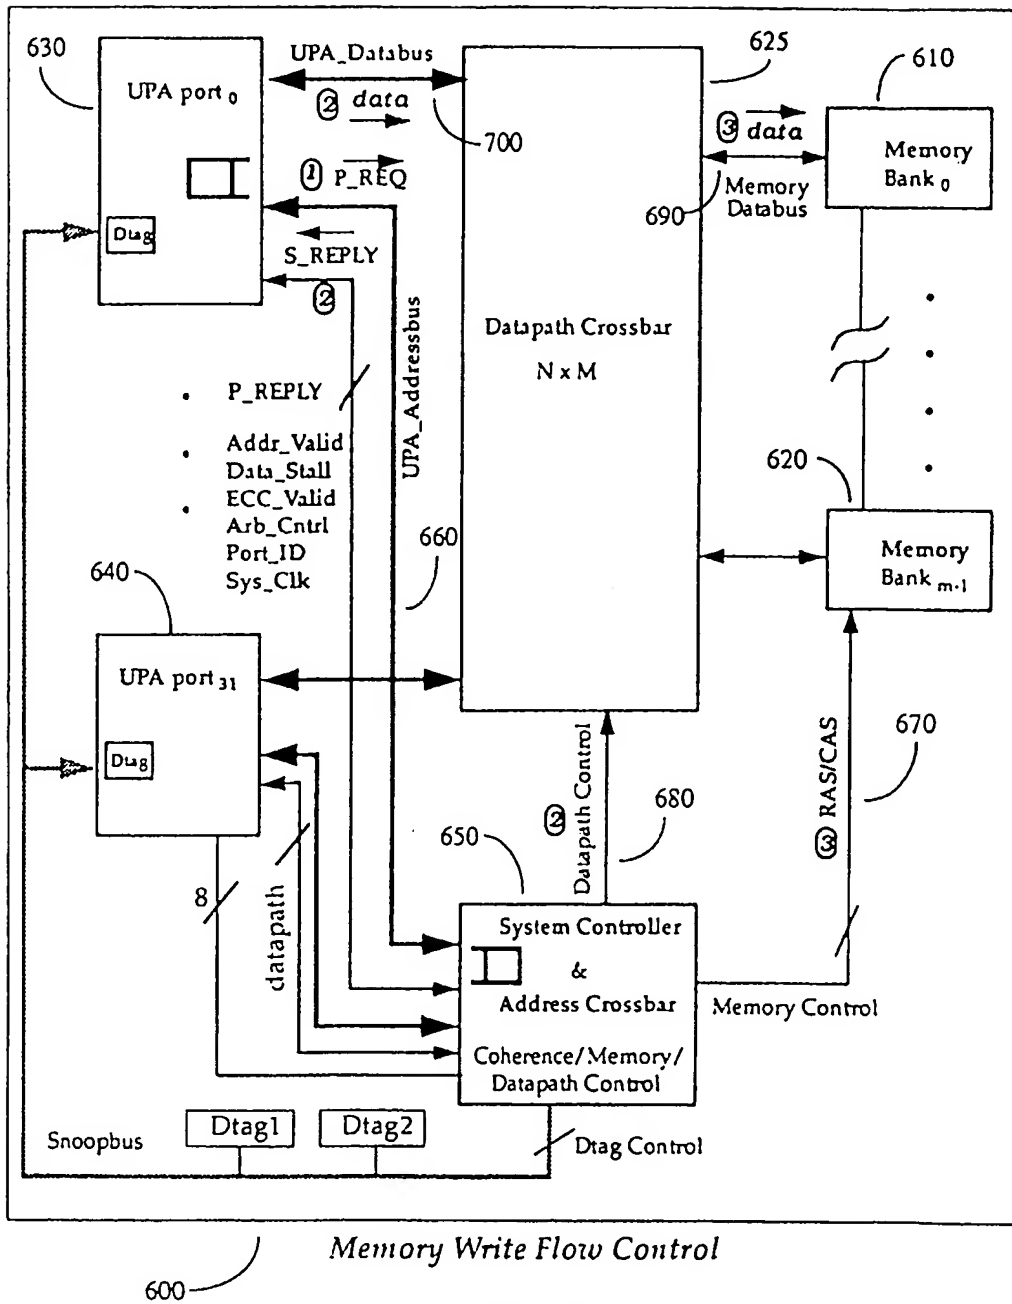 630
UPA port 0
UPA_Databus
② data
700
625
610
③ data
Memory
Bank 0
① P_REQ
690
Memory
Databus
Dtag
S_REPLY
②
Datapath Crossbar
N x M
UPA_Addressbus
P_REPLY
Addr_Valid
Data_Stall
ECC_Valid
Arb_Cntrl
Port_ID
Sys_Clk
660
620
Memory
Bank m-1
640
UPA port 31
Dtag
8
datapath
650
② Datapath Control
680
670
③ RAS/CAS
System Controller
&
Address Crossbar
Coherence/Memory/
Datapath Control
Memory Control
Snoopbus
Dtag1
Dtag2
Dtag Control
Memory Write Flow Control
600